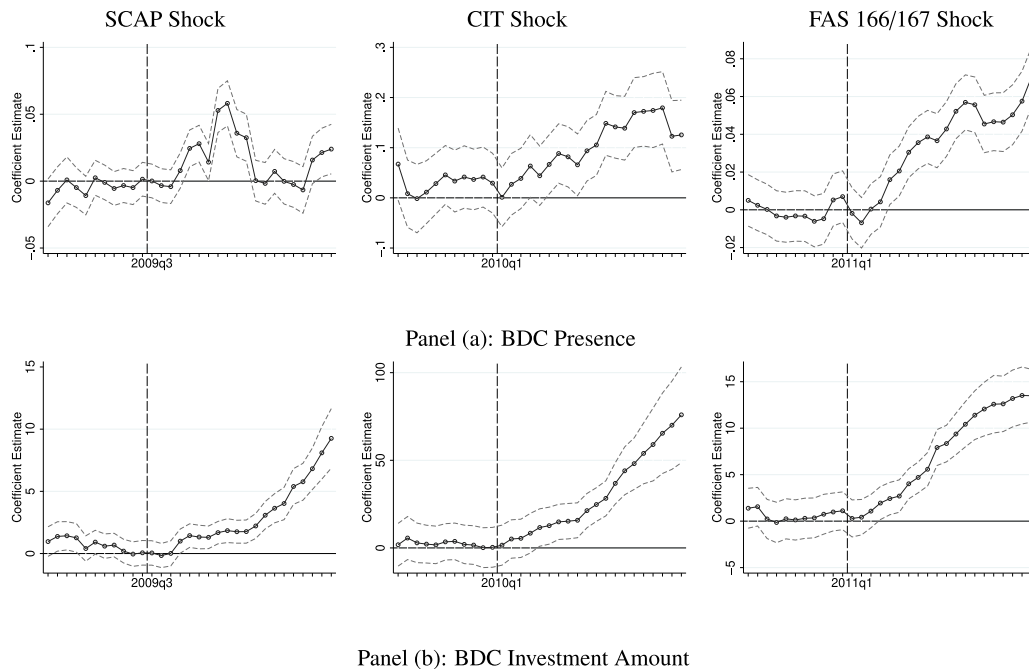 SCAP Shock
CIT Shock
FAS 166/167 Shock
Coefficient Estimate
-.05 0 .05 .1
2009q3
Coefficient Estimate
-.1 0 .1 .2 .3
2010q1
Coefficient Estimate
-.02 0 .02 .04 .06 .08
2011q1
Panel (a): BDC Presence
Coefficient Estimate
0 5 10 15
2009q3
Coefficient Estimate
0 50 100
2010q1
Coefficient Estimate
-5 0 5 10 15
2011q1
Panel (b): BDC Investment Amount